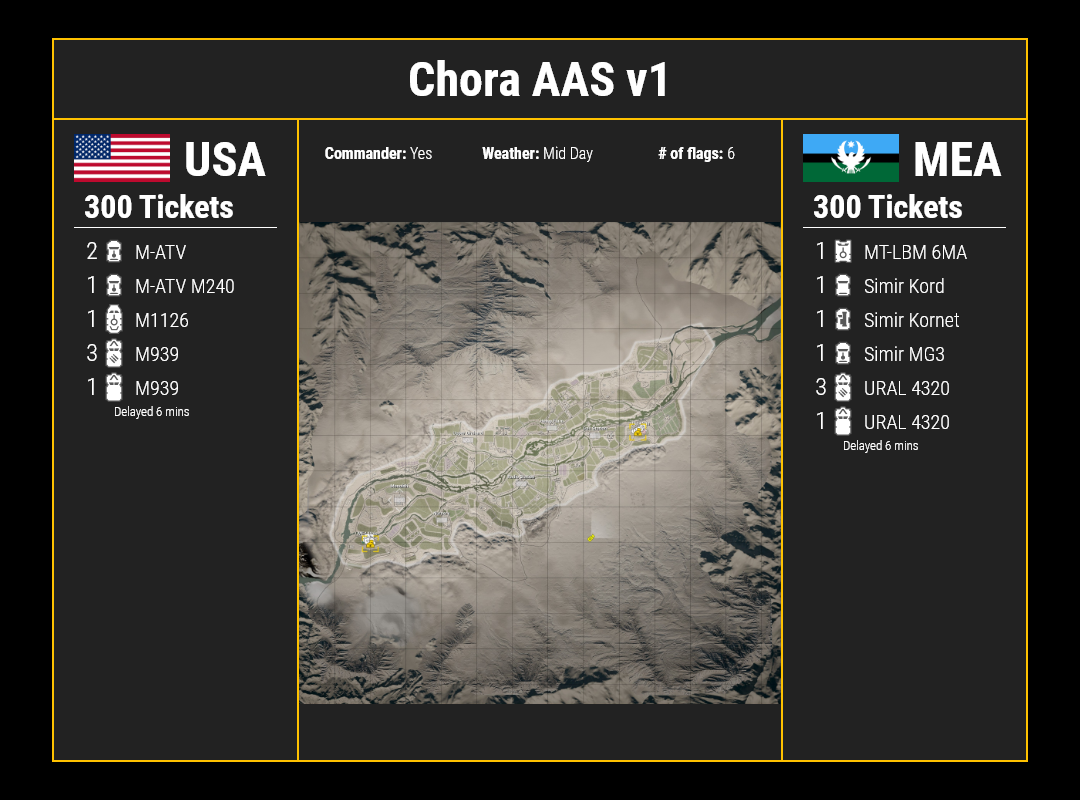 Chora AAS v1
USA
300 Tickets
2 M-ATV
1 M-ATV M240
1 M1126
3 M939
1 M939
Delayed 6 mins
Commander: Yes
Weather: Mid Day
# of flags: 6
MEA
300 Tickets
1 MT-LBM 6MA
1 Simir Kord
1 Simir Kornet
1 Simir MG3
3 URAL 4320
1 URAL 4320
Delayed 6 mins